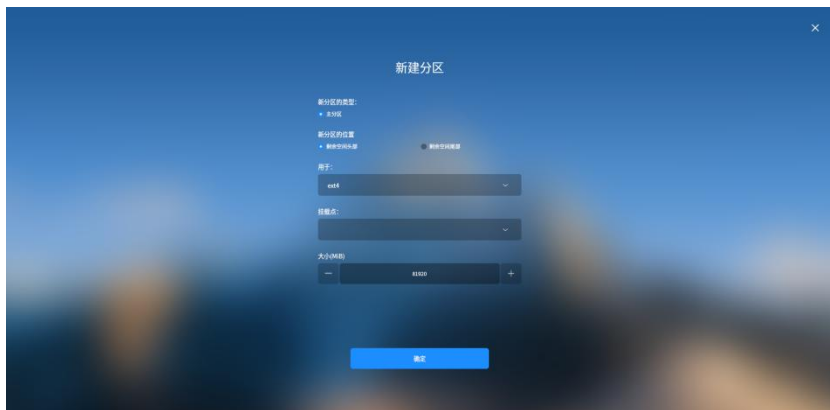 新建分区
新分区的类型:
主分区
新分区的位置
剩余空间头部 剩余空间尾部
用于:
ext4
挂载点:
大小(MiB)
81920
确定